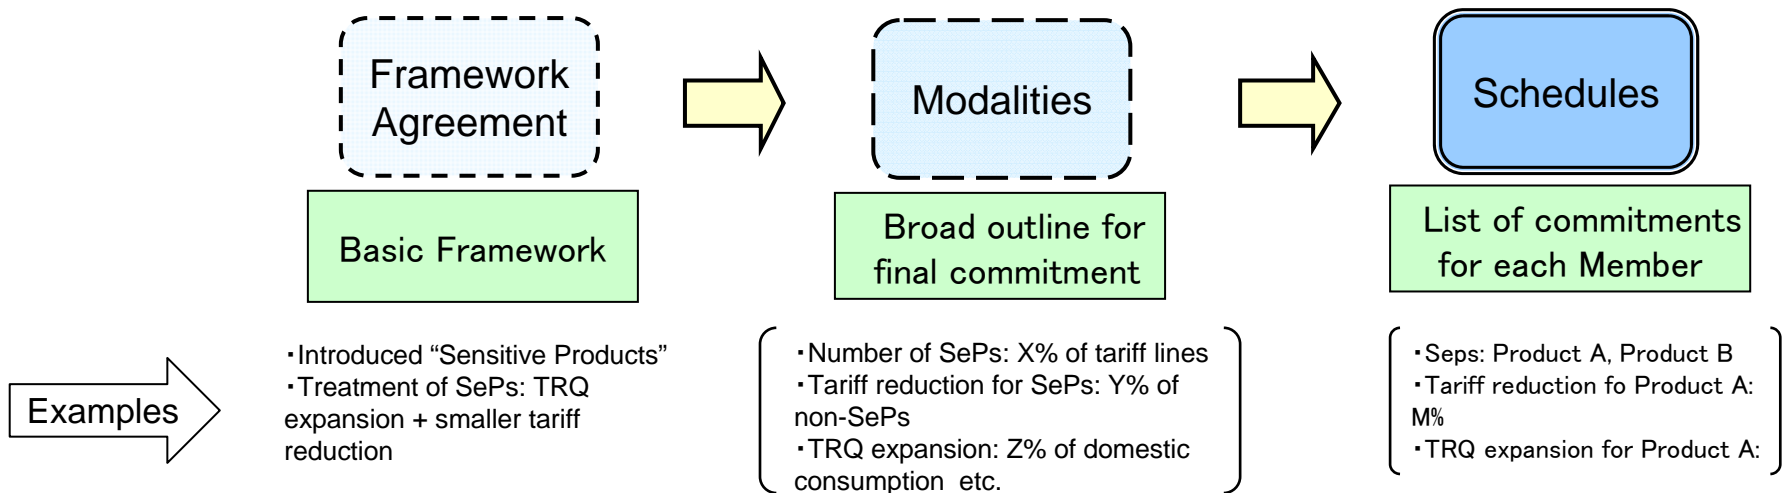 Framework
Agreement
Modalities
Schedules
Basic Framework
Broad outline for
final commitment
List of commitments
for each Member
Examples
・Introduced “Sensitive Products”
・Treatment of SePs: TRQ
expansion + smaller tariff
reduction
・Number of SePs: X% of tariff lines
・Tariff reduction for SePs: Y% of
non-SePs
・TRQ expansion: Z% of domestic
consumption etc.
・Seps: Product A, Product B
・Tariff reduction fo Product A:
M%
・TRQ expansion for Product A: